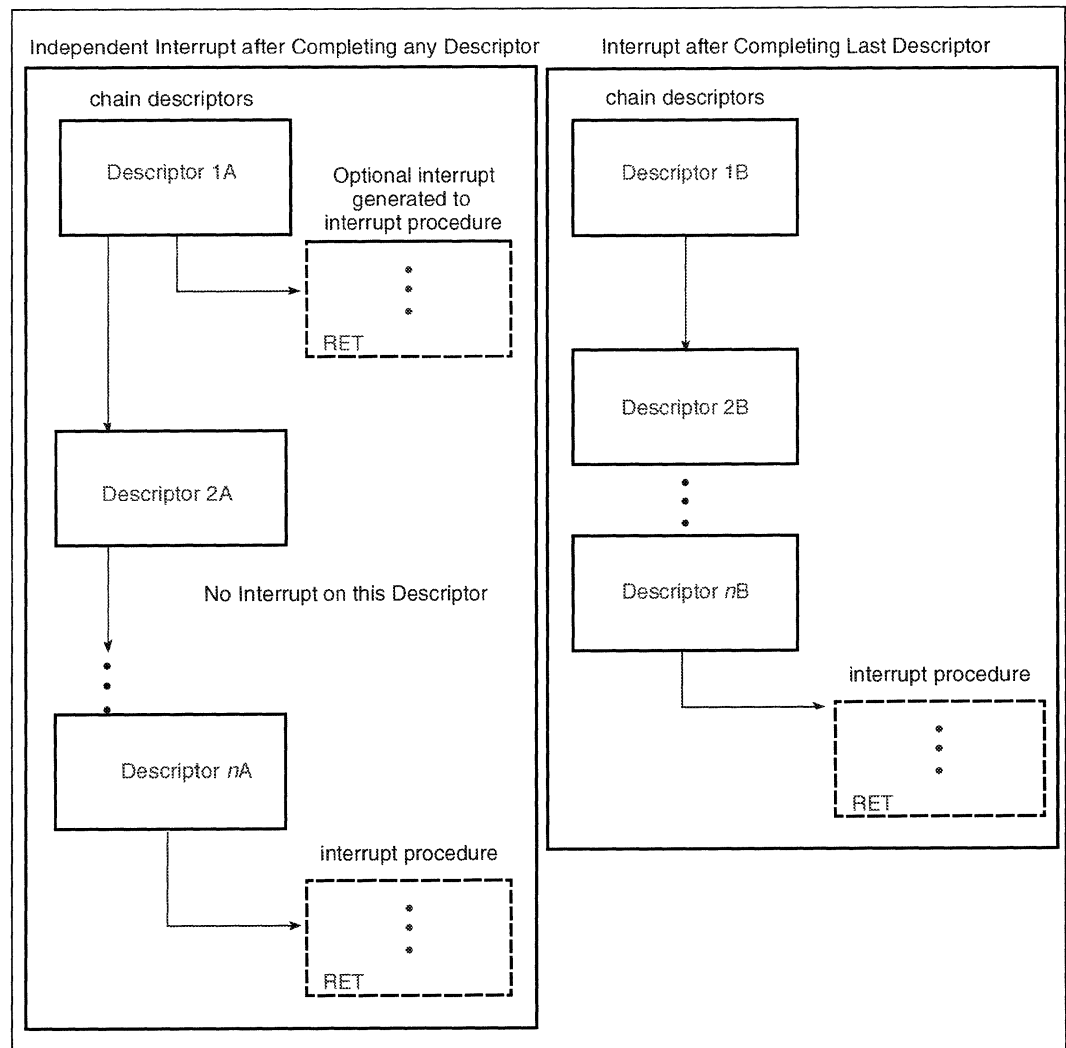 Independent Interrupt after Completing any Descriptor
chain descriptors
Descriptor 1A
Optional interrupt
generated to
interrupt procedure
RET
Descriptor 2A
No Interrupt on this Descriptor
Descriptor nA
interrupt procedure
RET
Interrupt after Completing Last Descriptor
chain descriptors
Descriptor 1B
Descriptor 2B
Descriptor nB
interrupt procedure
RET